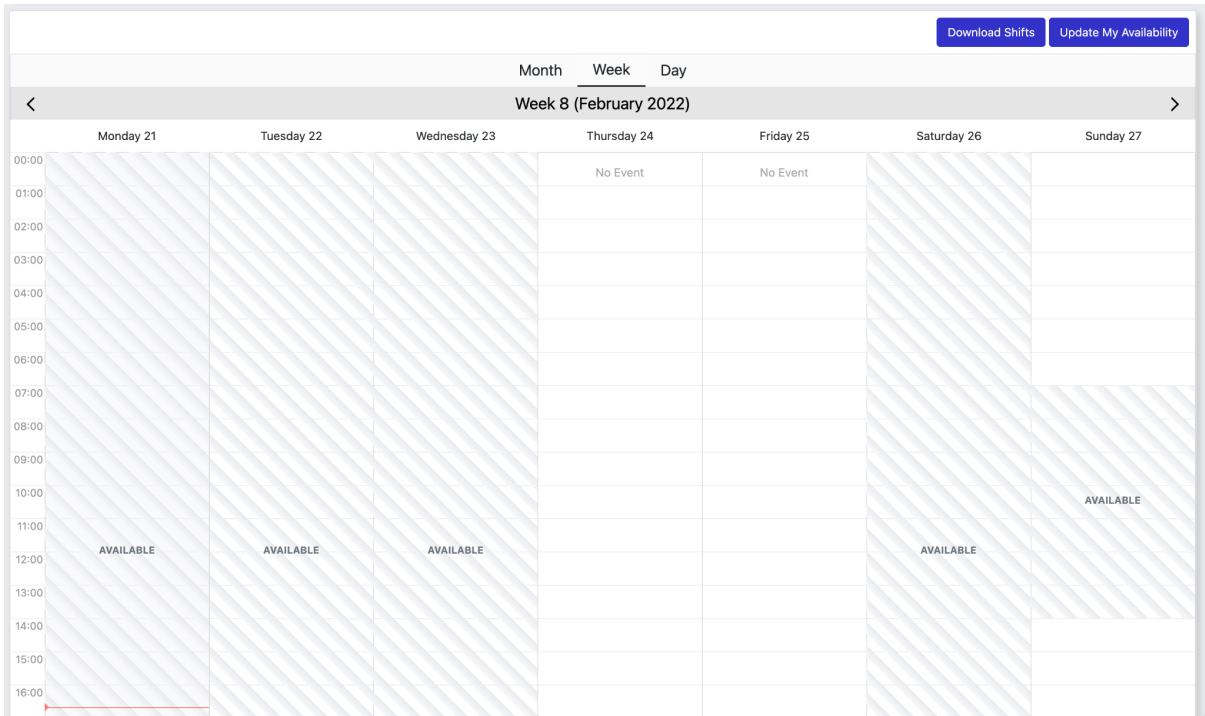 Download Shifts Update My Availability
Month Week Day
Week 8 (February 2022)
Monday 21 Tuesday 22 Wednesday 23 Thursday 24 Friday 25 Saturday 26 Sunday 27
00:00
No Event No Event
01:00
02:00
03:00
04:00
05:00
06:00
07:00
08:00
09:00
10:00
AVAILABLE
11:00
AVAILABLE AVAILABLE AVAILABLE AVAILABLE
12:00
13:00
14:00
15:00
16:00